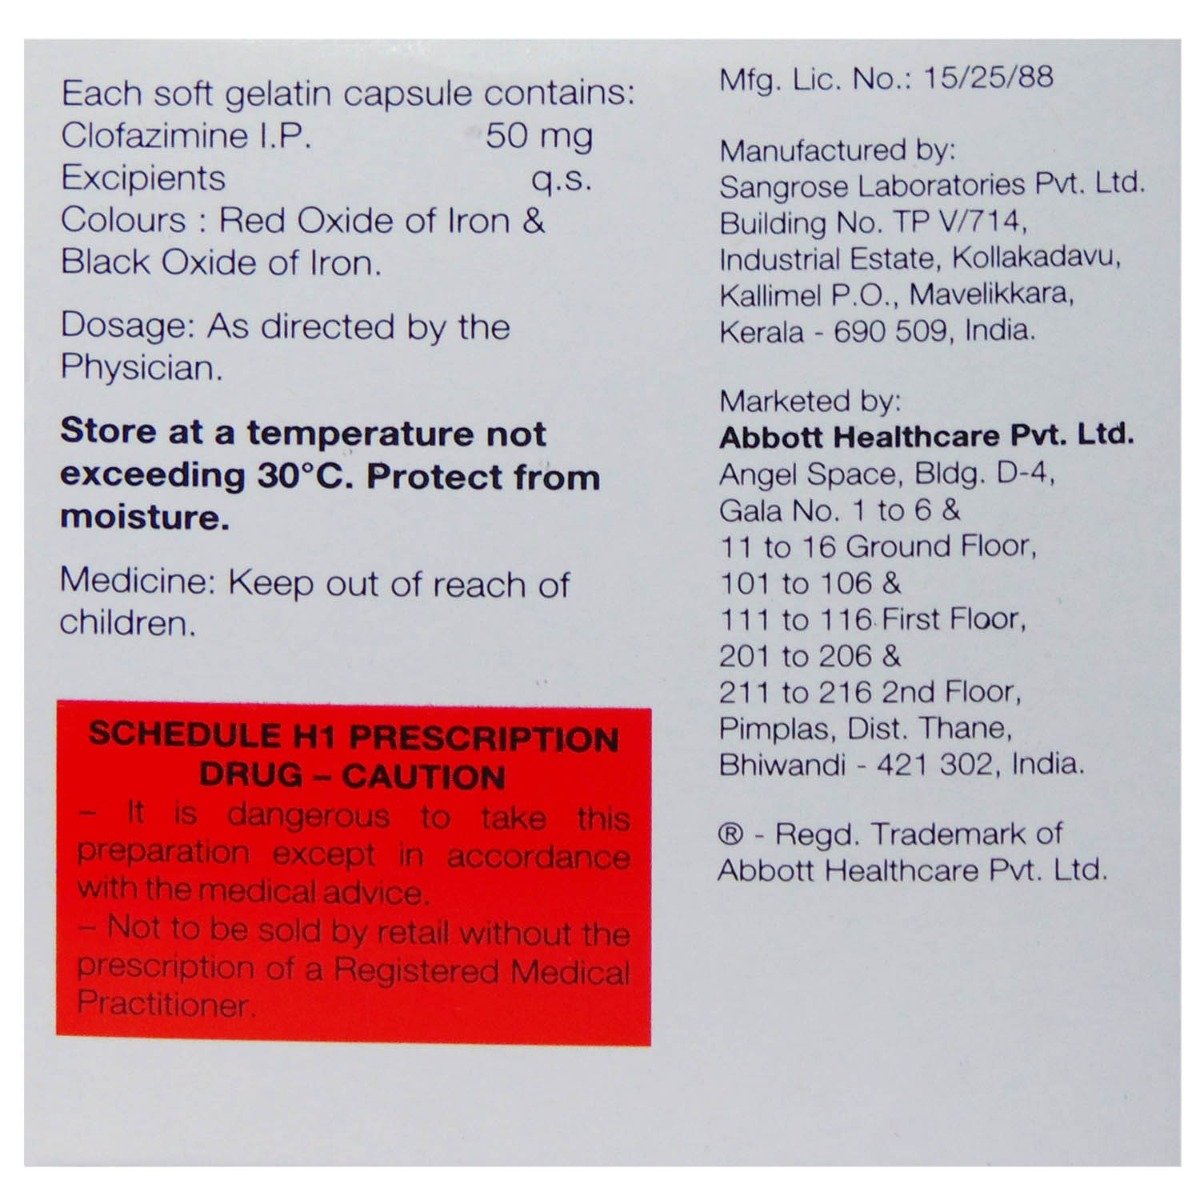 Each soft gelatin capsule contains:
Clofazimine I.P. 50 mg
Excipients q.s.
Colours : Red Oxide of Iron &
Black Oxide of Iron.
Dosage: As directed by the
Physician.
Store at a temperature not
exceeding 30°C. Protect from
moisture.
Medicine: Keep out of reach of
children.
SCHEDULE H1 PRESCRIPTION
DRUG – CAUTION
– It is dangerous to take this
preparation except in accordance
with the medical advice.
– Not to be sold by retail without the
prescription of a Registered Medical
Practitioner.
Mfg. Lic. No.: 15/25/88
Manufactured by:
Sangrose Laboratories Pvt. Ltd.
Building No. TP V/714,
Industrial Estate, Kollakadavu,
Kallimel P.O., Mavelikkara,
Kerala - 690 509, India.
Marketed by:
Abbott Healthcare Pvt. Ltd.
Angel Space, Bldg. D-4,
Gala No. 1 to 6 &
11 to 16 Ground Floor,
101 to 106 &
111 to 116 First Floor,
201 to 206 &
211 to 216 2nd Floor,
Pimplas, Dist. Thane,
Bhiwandi - 421 302, India.
® - Regd. Trademark of
Abbott Healthcare Pvt. Ltd.